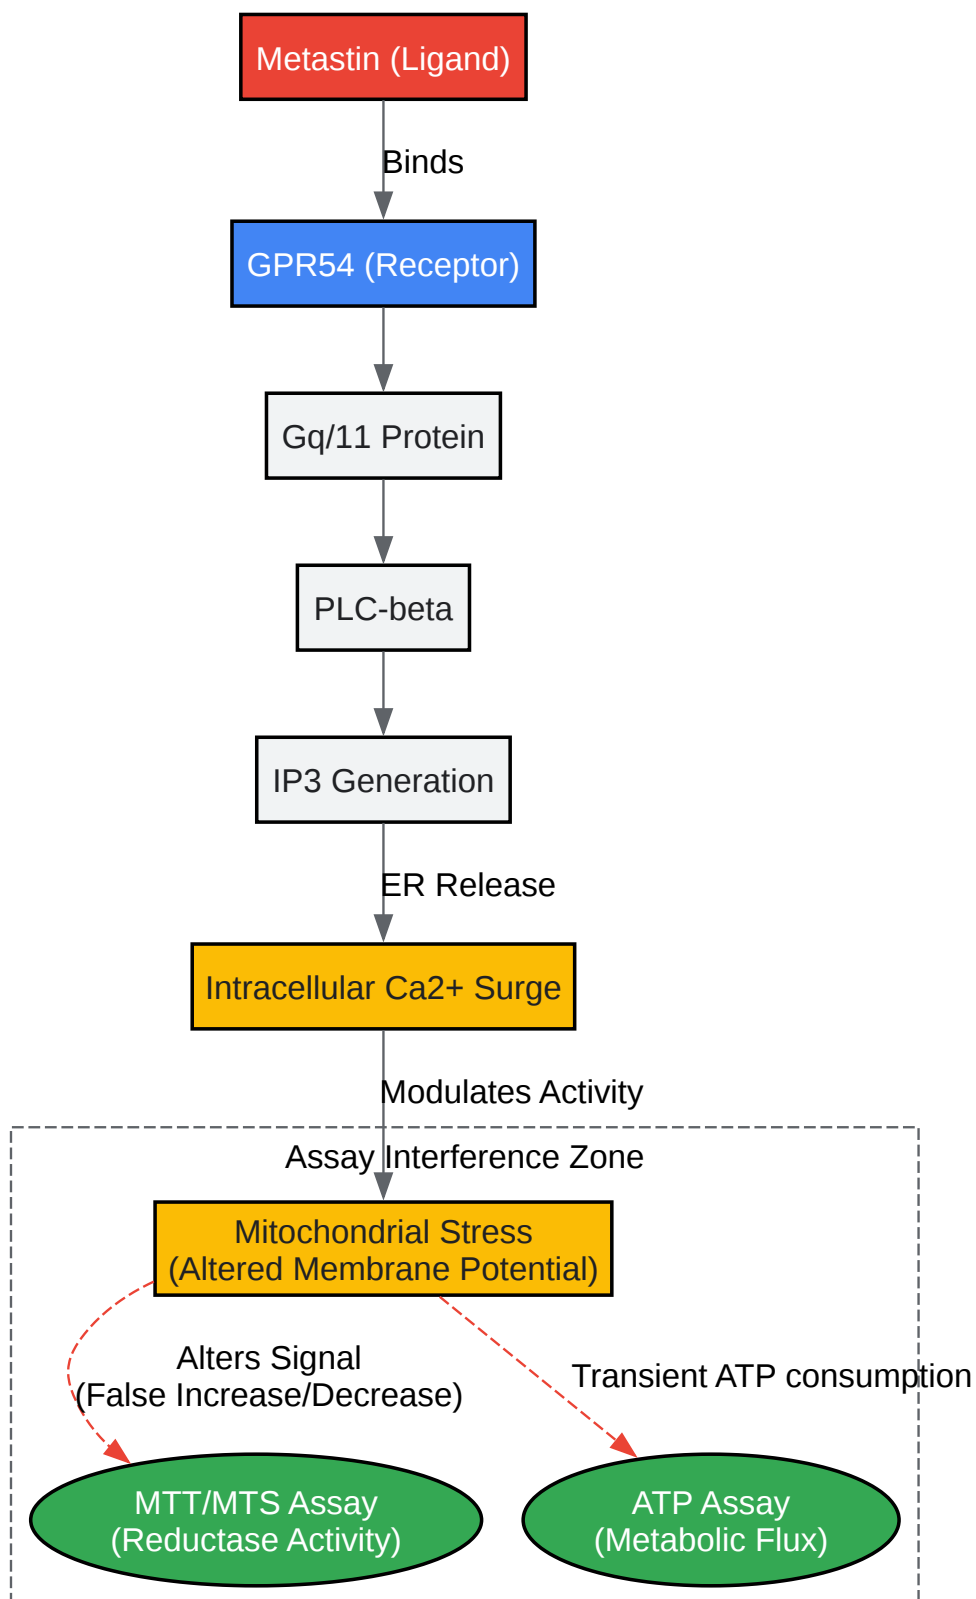 Metastin (Ligand)
Binds
GPR54 (Receptor)
Gq/11 Protein
PLC-beta
IP3 Generation
ER Release
Intracellular Ca2+ Surge
Modulates Activity
Assay Interference Zone
Mitochondrial Stress
(Altered Membrane Potential)
Alters Signal
(False Increase/Decrease)
Transient ATP consumption
MTT/MTS Assay
(Reductase Activity)
ATP Assay
(Metabolic Flux)